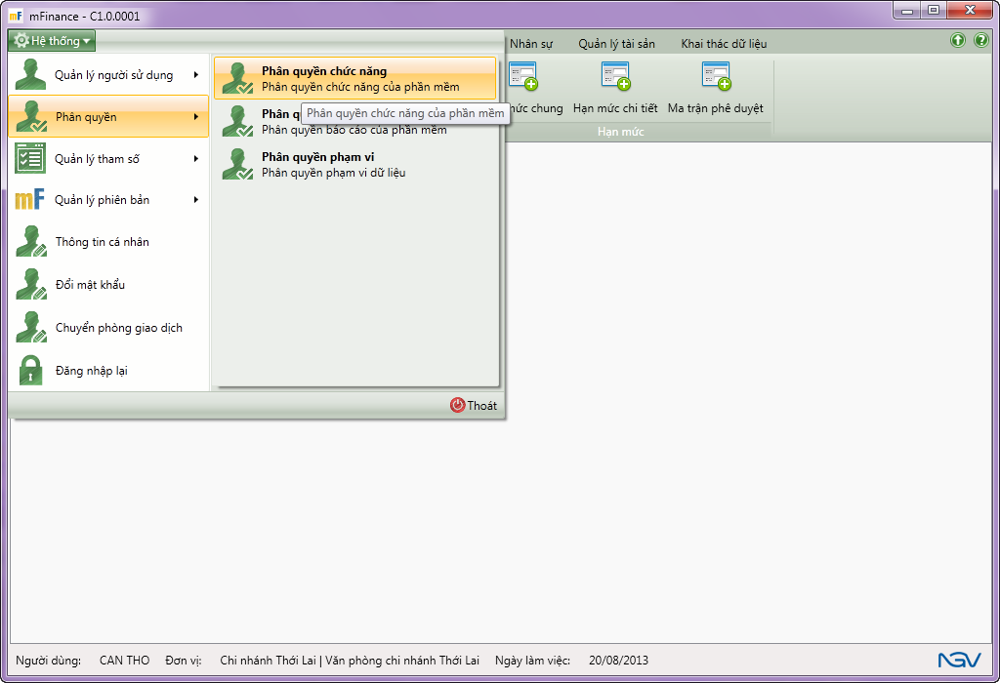 mF mFinance - C1.0.0001
Hệ thống
Nhân sự Quản lý tài sản Khai thác dữ liệu
chung Hạn mức chi tiết Ma trận phê duyệt
Hạn mức
Quản lý người sử dụng
Phân quyền
Quản lý tham số
mF Quản lý phiên bản
Thông tin cá nhân
Đổi mật khẩu
Chuyển phòng giao dịch
Đăng nhập lại
Phân quyền chức năng
Phân quyền chức năng của phần mềm
Phân quyền chức năng của phần mềm
Phân
Phân quyền báo cáo của phần mềm
Phân quyền phạm vi
Phân quyền phạm vi dữ liệu
Thoát
Người dùng: CAN THO Đơn vị: Chi nhánh Thới Lai | Văn phòng chi nhánh Thới Lai Ngày làm việc: 20/08/2013
NGV